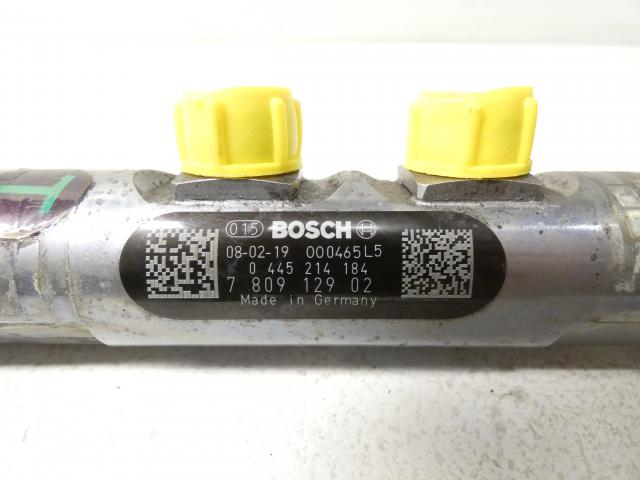 015 BOSCH
08-02-19 000465L5
0 445 214 184
7 809 129 02
Made in Germany